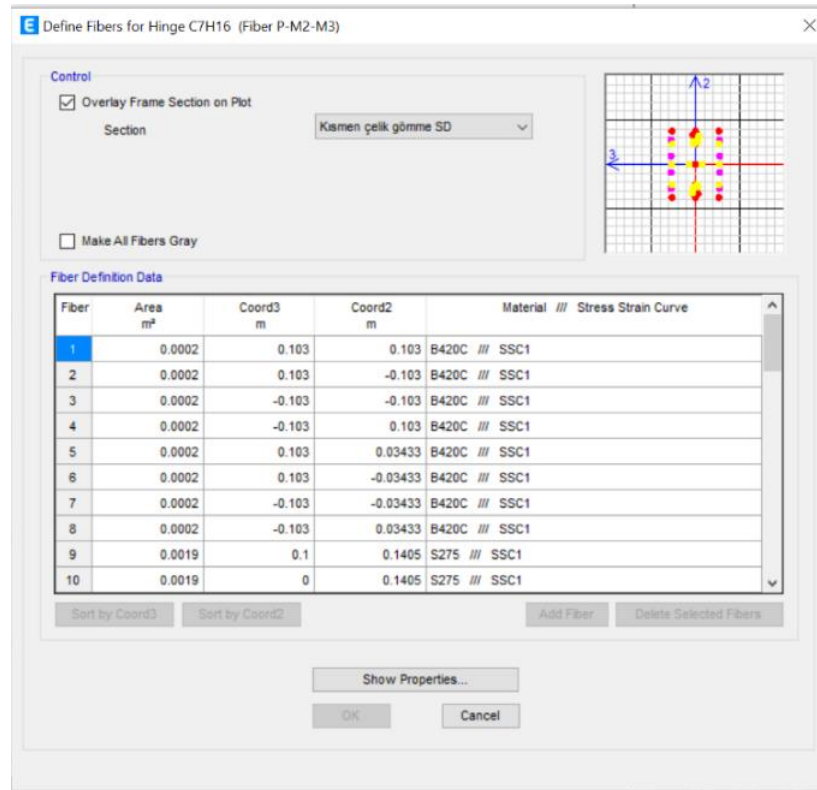 E Define Fibers for Hinge C7H16 (Fiber P-M2-M3)
Control
Overlay Frame Section on Plot
Section Kısmen çelik gömme SD
Make All Fibers Gray
2
3
Fiber Definition Data
Fiber Area Coord3 Coord2 Material /// Stress Strain Curve
m² m m
1 0.0002 0.103 0.103 B420C /// SSC1
2 0.0002 0.103 -0.103 B420C /// SSC1
3 0.0002 -0.103 -0.103 B420C /// SSC1
4 0.0002 -0.103 0.103 B420C /// SSC1
5 0.0002 0.103 0.03433 B420C /// SSC1
6 0.0002 0.103 -0.03433 B420C /// SSC1
7 0.0002 -0.103 -0.03433 B420C /// SSC1
8 0.0002 -0.103 0.03433 B420C /// SSC1
9 0.0019 0.1 0.1405 S275 /// SSC1
10 0.0019 0 0.1405 S275 /// SSC1
Sort by Coord3 Sort by Coord2 Add Fiber Delete Selected Fibers
Show Properties...
OK Cancel